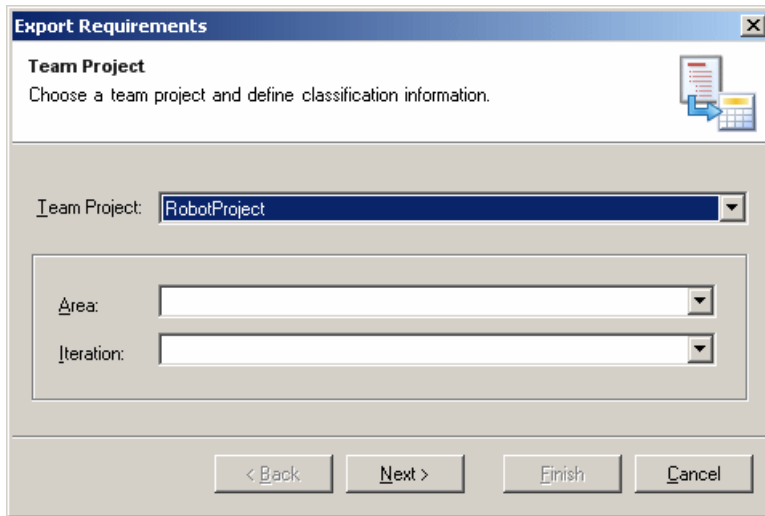 Export Requirements
Team Project
Choose a team project and define classification information.
Team Project: RobotProject
Area:
Iteration:
< Back Next > Finish Cancel